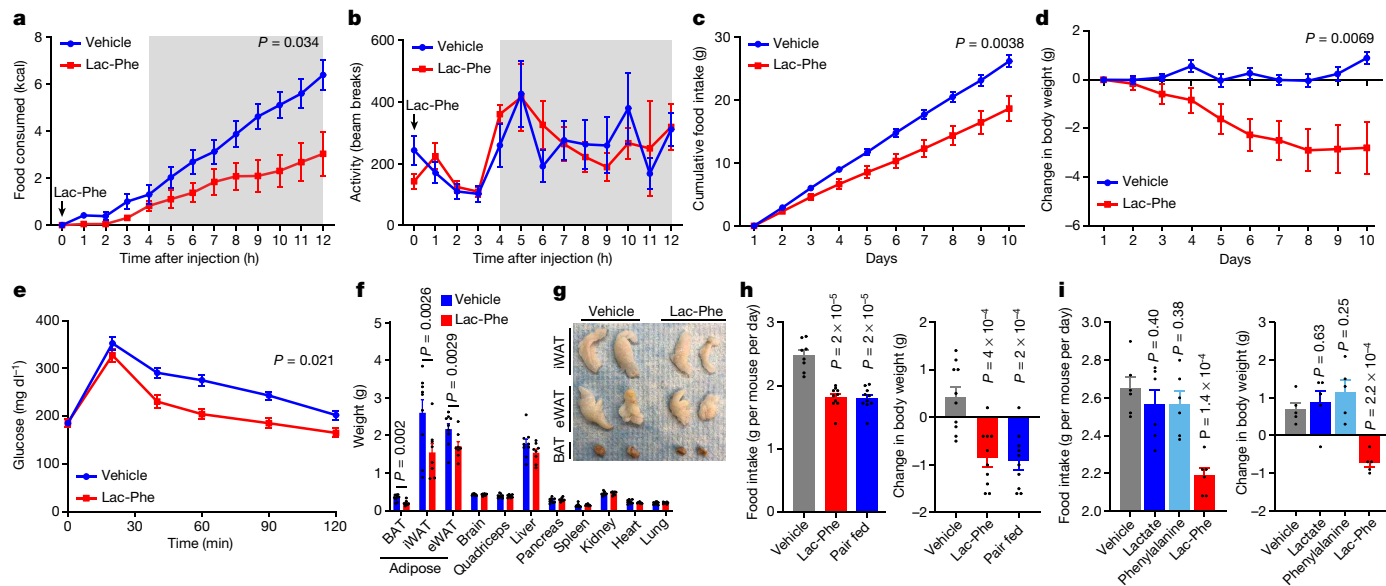 a
Food consumed (kcal)
8
6
4
2
0
Vehicle
Lac-Phe
P = 0.034
Lac-Phe
0 1 2 3 4 5 6 7 8 9 10 11 12
Time after injection (h)
b
Activity (beam breaks)
600
400
200
0
Vehicle
Lac-Phe
Lac-Phe
0 1 2 3 4 5 6 7 8 9 10 11 12
Time after injection (h)
c
Cumulative food intake (g)
30
20
10
0
Vehicle
Lac-Phe
P = 0.0038
1 2 3 4 5 6 7 8 9 10
Days
d
Change in body weight (g)
2
0
−2
−4
−6
P = 0.0069
Vehicle
Lac-Phe
1 2 3 4 5 6 7 8 9 10
Days
e
Glucose (mg dl−1)
400
300
200
100
0
P = 0.021
Vehicle
Lac-Phe
0 30 60 90 120
Time (min)
f
Vehicle
Lac-Phe
Weight (g)
5
4
3
2
1
0
P = 0.002
P = 0.0026
P = 0.0029
BAT
iWAT
eWAT
Brain
Quadriceps
Liver
Pancreas
Spleen
Kidney
Heart
Lung
Adipose
g
Vehicle
Lac-Phe
iWAT
eWAT
BAT
h
Food intake (g per mouse per day)
3
2
1
0
P = 2 × 10−5
P = 2 × 10−5
Vehicle
Lac-Phe
Pair fed
Change in body weight (g)
2
1
0
−1
−2
P = 4 × 10−4
P = 2 × 10−4
Vehicle
Lac-Phe
Pair fed
i
Food intake (g per mouse per day)
3.0
2.8
2.6
2.4
2.2
2.0
P = 0.40
P = 0.38
P = 1.4 × 10−4
Vehicle
Lactate
Phenylalanine
Lac-Phe
Change in body weight (g)
3
2
1
0
−1
−2
P = 0.63
P = 0.25
P = 2.2 × 10−4
Vehicle
Lactate
Phenylalanine
Lac-Phe